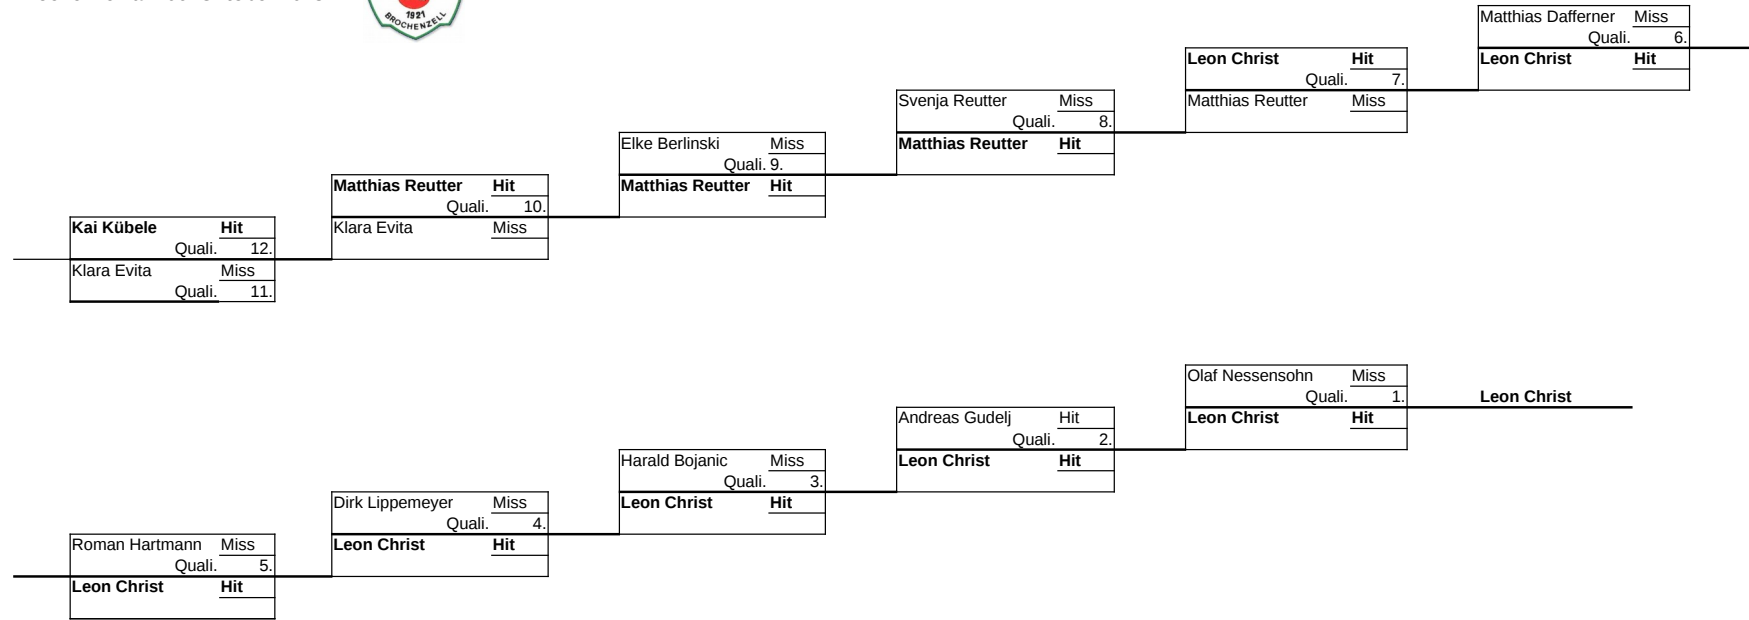 1921
BROCHENZELL
Matthias Dafferner Miss
Quali. 6.
Leon Christ Hit
Leon Christ Hit
Quali. 7.
Matthias Reutter Miss
Svenja Reutter Miss
Quali. 8.
Matthias Reutter Hit
Elke Berlinski Miss
Quali. 9.
Matthias Reutter Hit
Matthias Reutter Hit
Quali. 10.
Klara Evita Miss
Kai Kübele Hit
Quali. 12.
Klara Evita Miss
Quali. 11.
Olaf Nessensohn Miss
Quali. 1.
Leon Christ Hit
Leon Christ
Andreas Gudelj Hit
Quali. 2.
Leon Christ Hit
Harald Bojanic Miss
Quali. 3.
Leon Christ Hit
Dirk Lippemeyer Miss
Quali. 4.
Leon Christ Hit
Roman Hartmann Miss
Quali. 5.
Leon Christ Hit